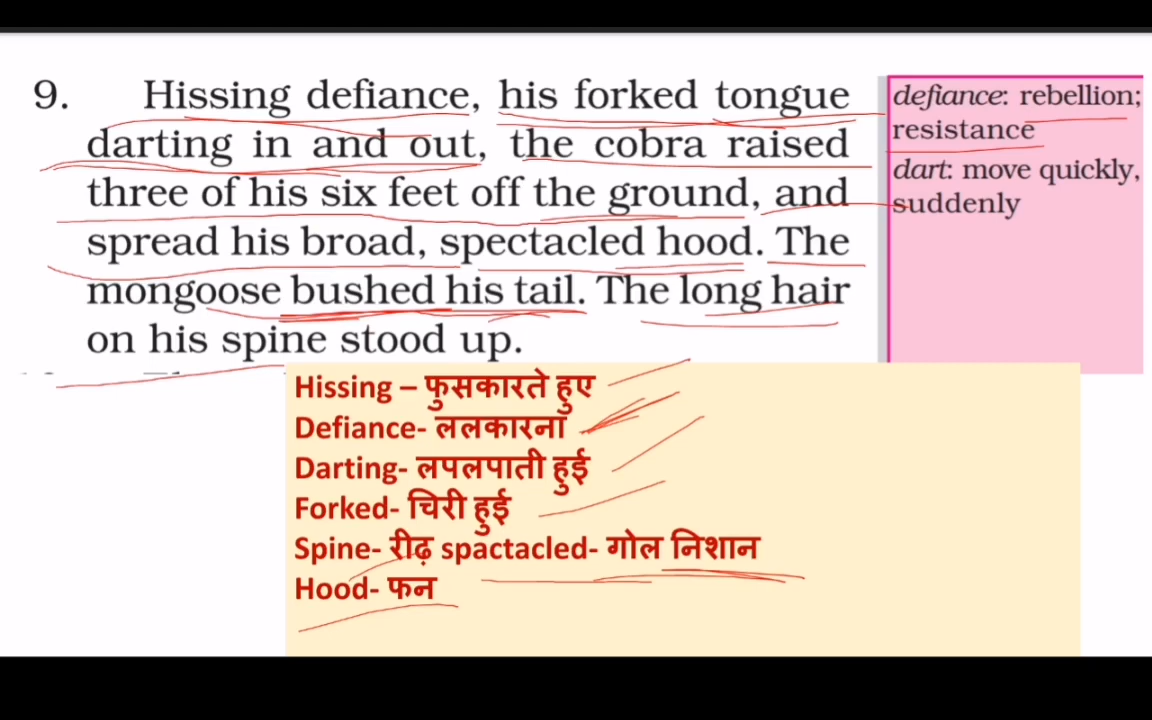 9. Hissing defiance, his forked tongue
darting in and out, the cobra raised
three of his six feet off the ground, and
spread his broad, spectacled hood. The
mongoose bushed his tail. The long hair
on his spine stood up.
defiance: rebellion;
resistance
dart: move quickly,
suddenly
Hissing – फुसकारते हुए
Defiance- ललकारना
Darting- लपलपाती हुई
Forked- चिरी हुई
Spine- रीढ़ spactacled- गोल निशान
Hood- फन